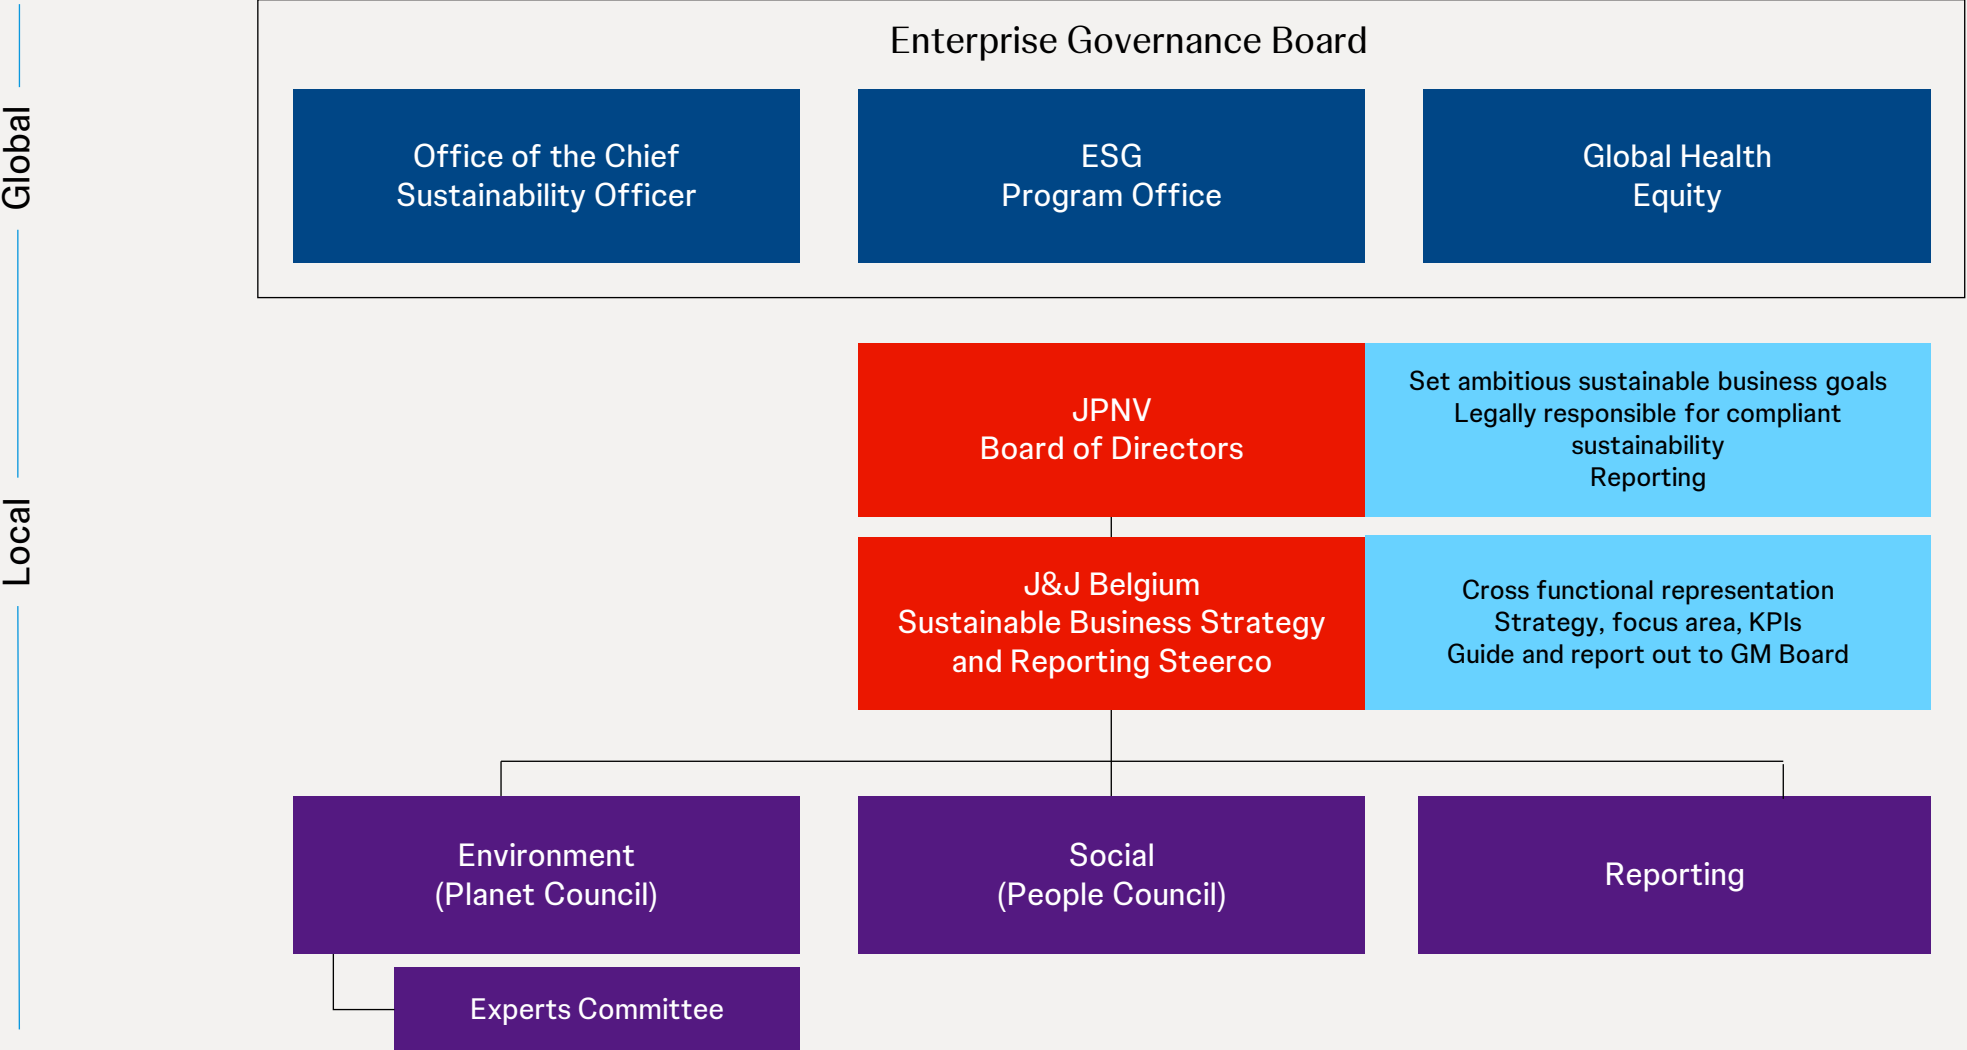 Global
Enterprise Governance Board
Office of the Chief
Sustainability Officer
ESG
Program Office
Global Health
Equity
Local
JPNV
Board of Directors
Set ambitious sustainable business goals
Legally responsible for compliant
sustainability
Reporting
J&J Belgium
Sustainable Business Strategy
and Reporting Steerco
Cross functional representation
Strategy, focus area, KPIs
Guide and report out to GM Board
Environment
(Planet Council)
Social
(People Council)
Reporting
Experts Committee